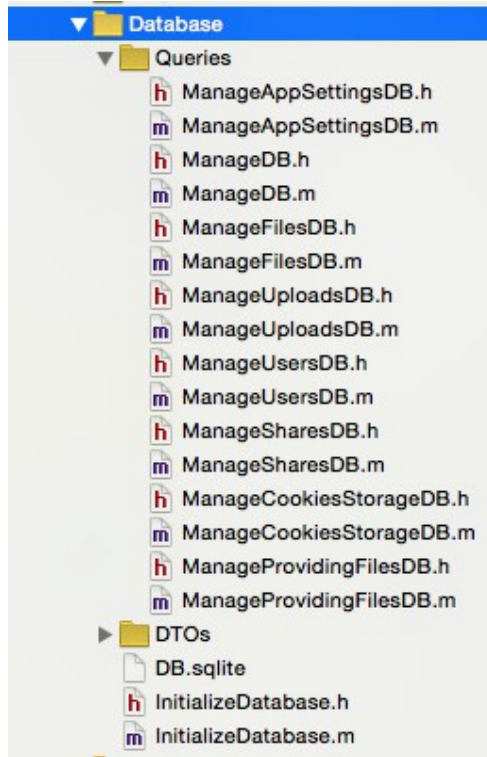 Database
Queries
h ManageAppSettingsDB.h
m ManageAppSettingsDB.m
h ManageDB.h
m ManageDB.m
h ManageFilesDB.h
m ManageFilesDB.m
h ManageUploadsDB.h
m ManageUploadsDB.m
h ManageUsersDB.h
m ManageUsersDB.m
h ManageSharesDB.h
m ManageSharesDB.m
h ManageCookiesStorageDB.h
m ManageCookiesStorageDB.m
h ManageProvidingFilesDB.h
m ManageProvidingFilesDB.m
DTOs
DB.sqlite
h InitializeDatabase.h
m InitializeDatabase.m